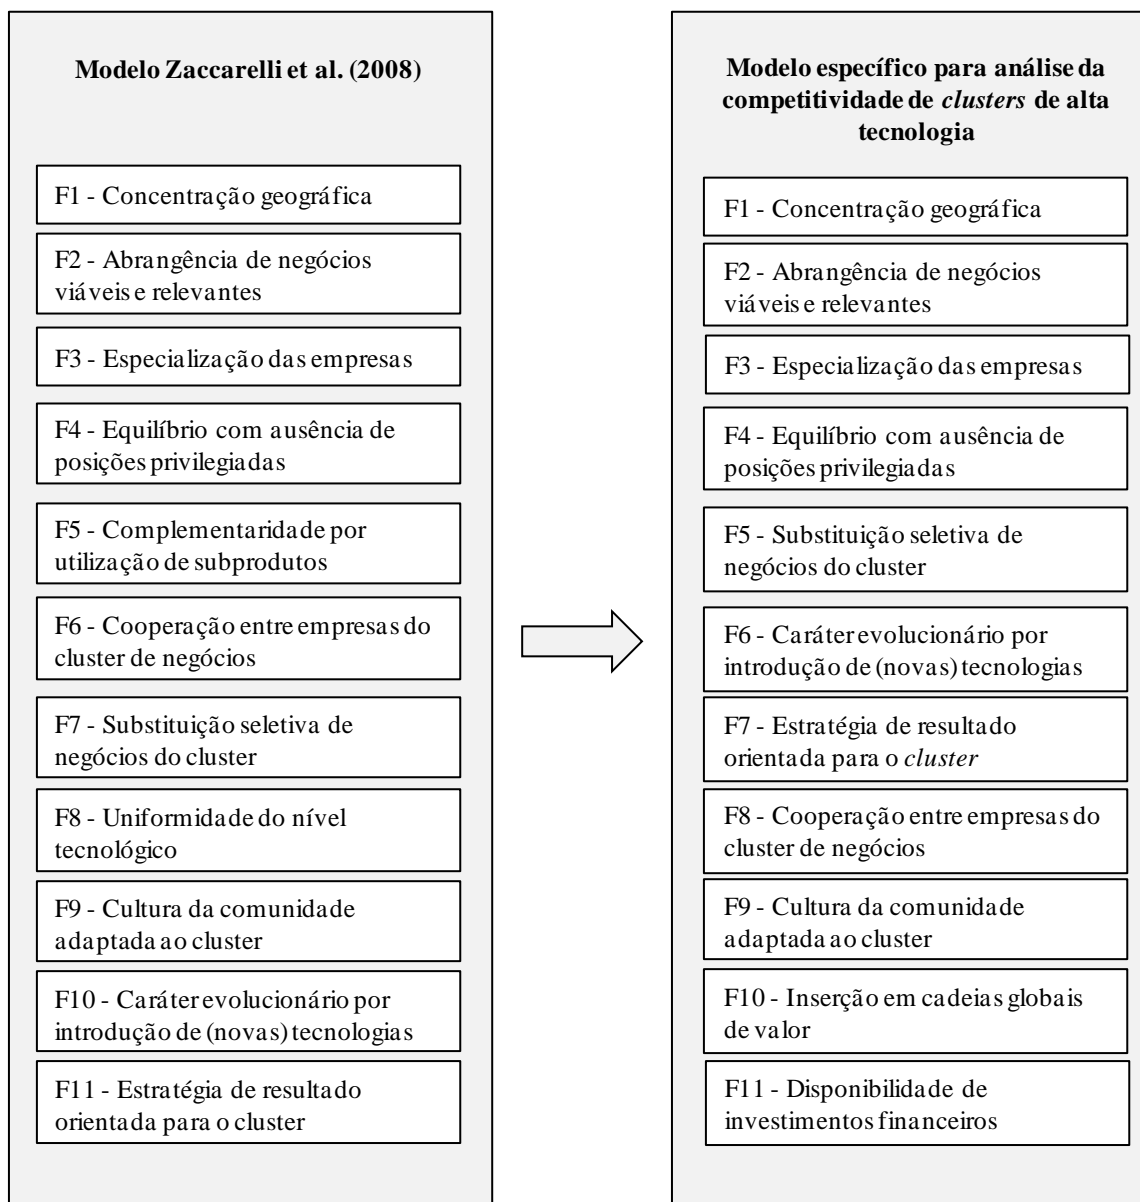 Modelo Zaccarelli et al. (2008)
F1 - Concentração geográfica
F2 - Abrangência de negócios
viáveis e relevantes
F3 - Especialização das empresas
F4 - Equilíbrio com ausência de
posições privilegiadas
F5 - Complementaridade por
utilização de subprodutos
F6 - Cooperação entre empresas do
cluster de negócios
F7 - Substituição seletiva de
negócios do cluster
F8 - Uniformidade do nível
tecnológico
F9 - Cultura da comunidade
adaptada ao cluster
F10 - Caráter evolucionário por
introdução de (novas) tecnologias
F11 - Estratégia de resultado
orientada para o cluster
Modelo específico para análise da
competitividade de clusters de alta
tecnologia
F1 - Concentração geográfica
F2 - Abrangência de negócios
viáveis e relevantes
F3 - Especialização das empresas
F4 - Equilíbrio com ausência de
posições privilegiadas
F5 - Substituição seletiva de
negócios do cluster
F6 - Caráter evolucionário por
introdução de (novas) tecnologias
F7 - Estratégia de resultado
orientada para o cluster
F8 - Cooperação entre empresas do
cluster de negócios
F9 - Cultura da comunidade
adaptada ao cluster
F10 - Inserção em cadeias globais
de valor
F11 - Disponibilidade de
investimentos financeiros